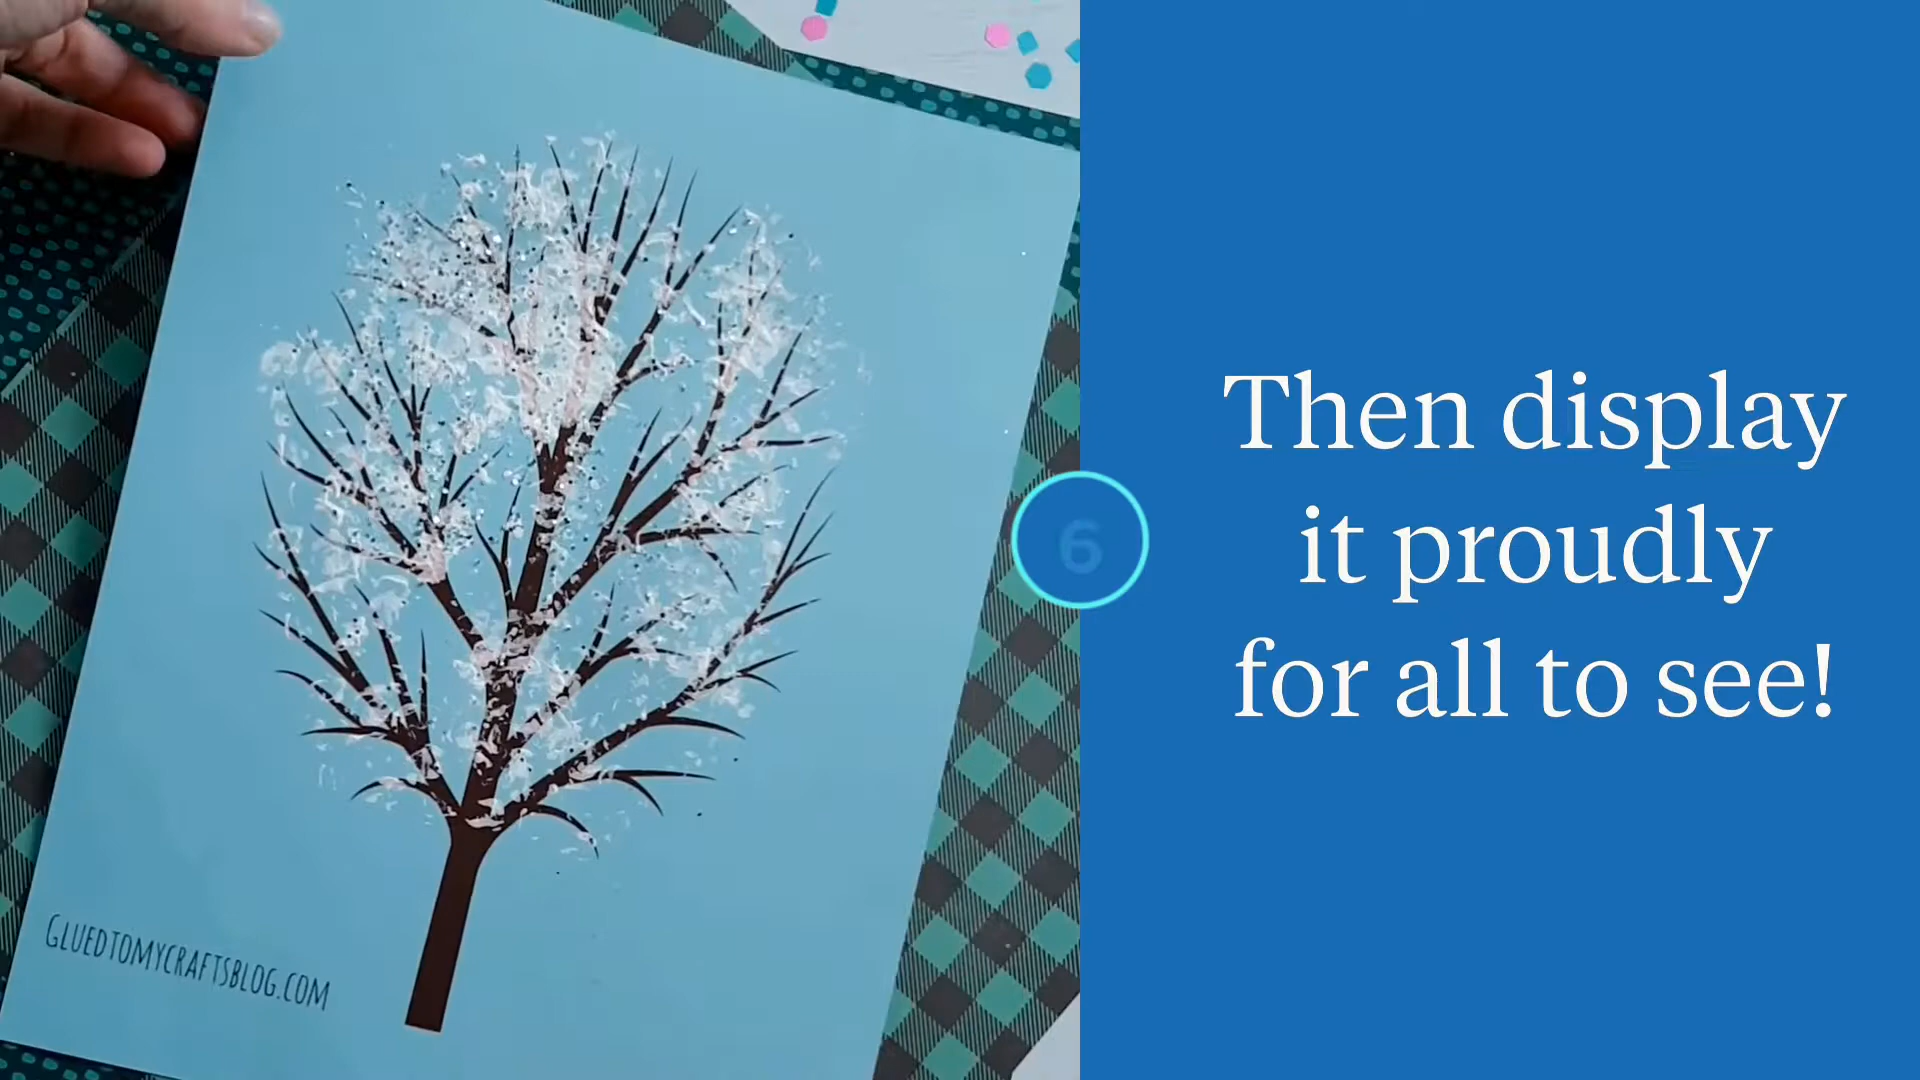 Then display
it proudly
for all to see!
6
GLUEDTOMYCRAFTSBLOG.COM